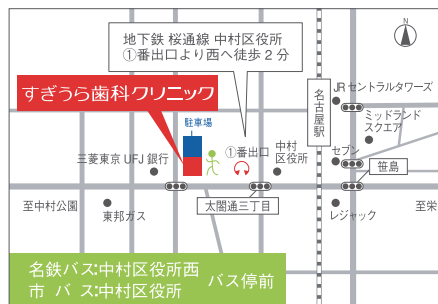 N
地下鉄 桜通線 中村区役所
①番出口より西へ徒歩2分
すぎうら歯科クリニック
JRセントラルタワーズ
名古屋駅
ミッドランド
スクエア
駐車場
三菱東京UFJ銀行
①番出口
中村
区役所
セブン
笹島
至中村公園
東邦ガス
太閤通三丁目
レジャック
至栄
名鉄バス:中村区役所西
市バス:中村区役所
バス停前